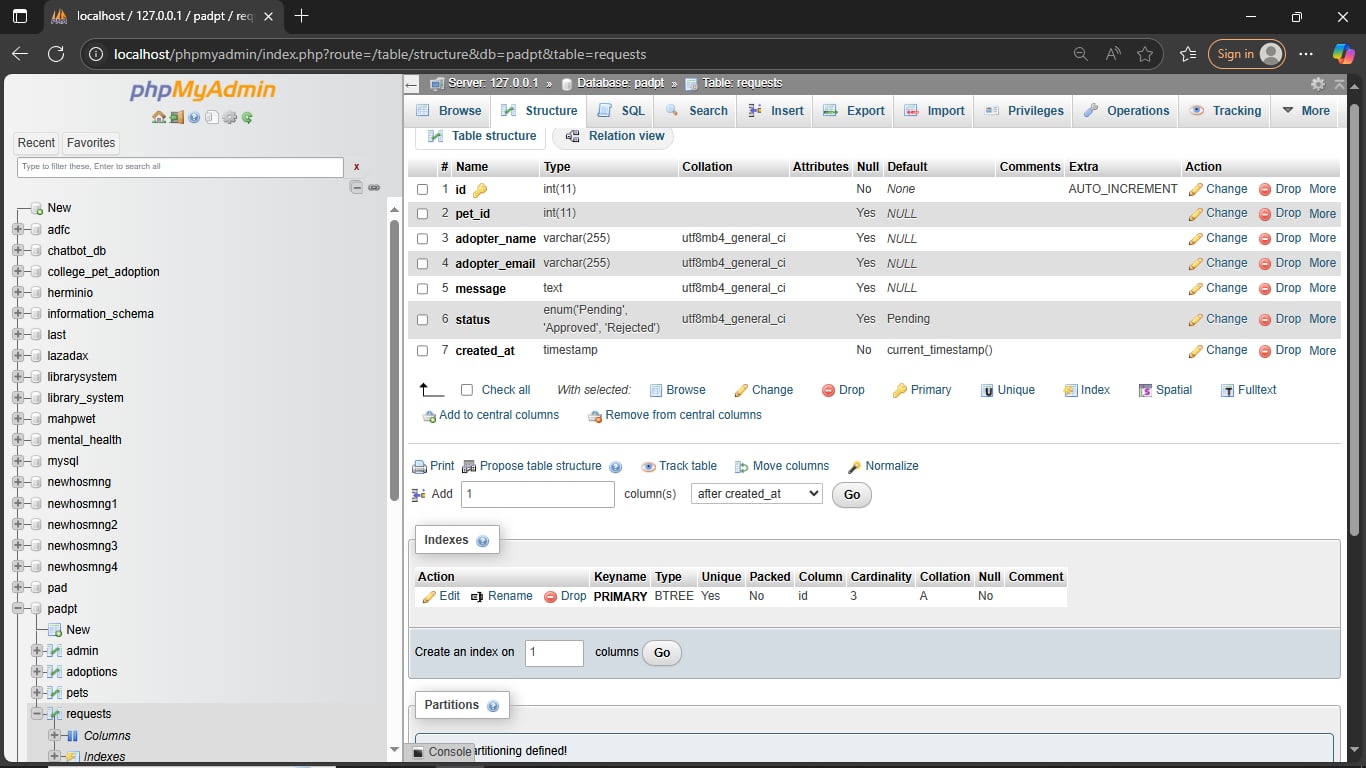 localhost / 127.0.0.1 / padpt / req
localhost/phpmyadmin/index.php?route=/table/structure&db=padpt&table=requests
Sign in
phpMyAdmin
Recent Favorites
Type to filter these, Enter to search all
x
New
adfc
chatbot_db
college_pet_adoption
herminio
information_schema
last
lazadax
librarysystem
library_system
mahpwet
mental_health
mysql
newhosmng
newhosmng1
newhosmng2
newhosmng3
newhosmng4
pad
padpt
New
admin
adoptions
pets
requests
Columns
Indexes
Server: 127.0.0.1 » Database: padpt » Table: requests
Browse Structure SQL Search Insert Export Import Privileges Operations Tracking More
Table structure Relation view
# Name Type Collation Attributes Null Default Comments Extra Action
1 id int(11) No None AUTO_INCREMENT Change Drop More
2 pet_id int(11) Yes NULL Change Drop More
3 adopter_name varchar(255) utf8mb4_general_ci Yes NULL Change Drop More
4 adopter_email varchar(255) utf8mb4_general_ci Yes NULL Change Drop More
5 message text utf8mb4_general_ci Yes NULL Change Drop More
6 status enum('Pending', 'Approved', 'Rejected') utf8mb4_general_ci Yes Pending Change Drop More
7 created_at timestamp No current_timestamp() Change Drop More
Check all With selected: Browse Change Drop Primary Unique Index Spatial Fulltext
Add to central columns Remove from central columns
Print Propose table structure Track table Move columns Normalize
Add 1 column(s) after created_at Go
Indexes
Action Keyname Type Unique Packed Column Cardinality Collation Null Comment
Edit Rename Drop PRIMARY BTREE Yes No id 3 A No
Create an index on 1 columns Go
Partitions
Console rtitioning defined!